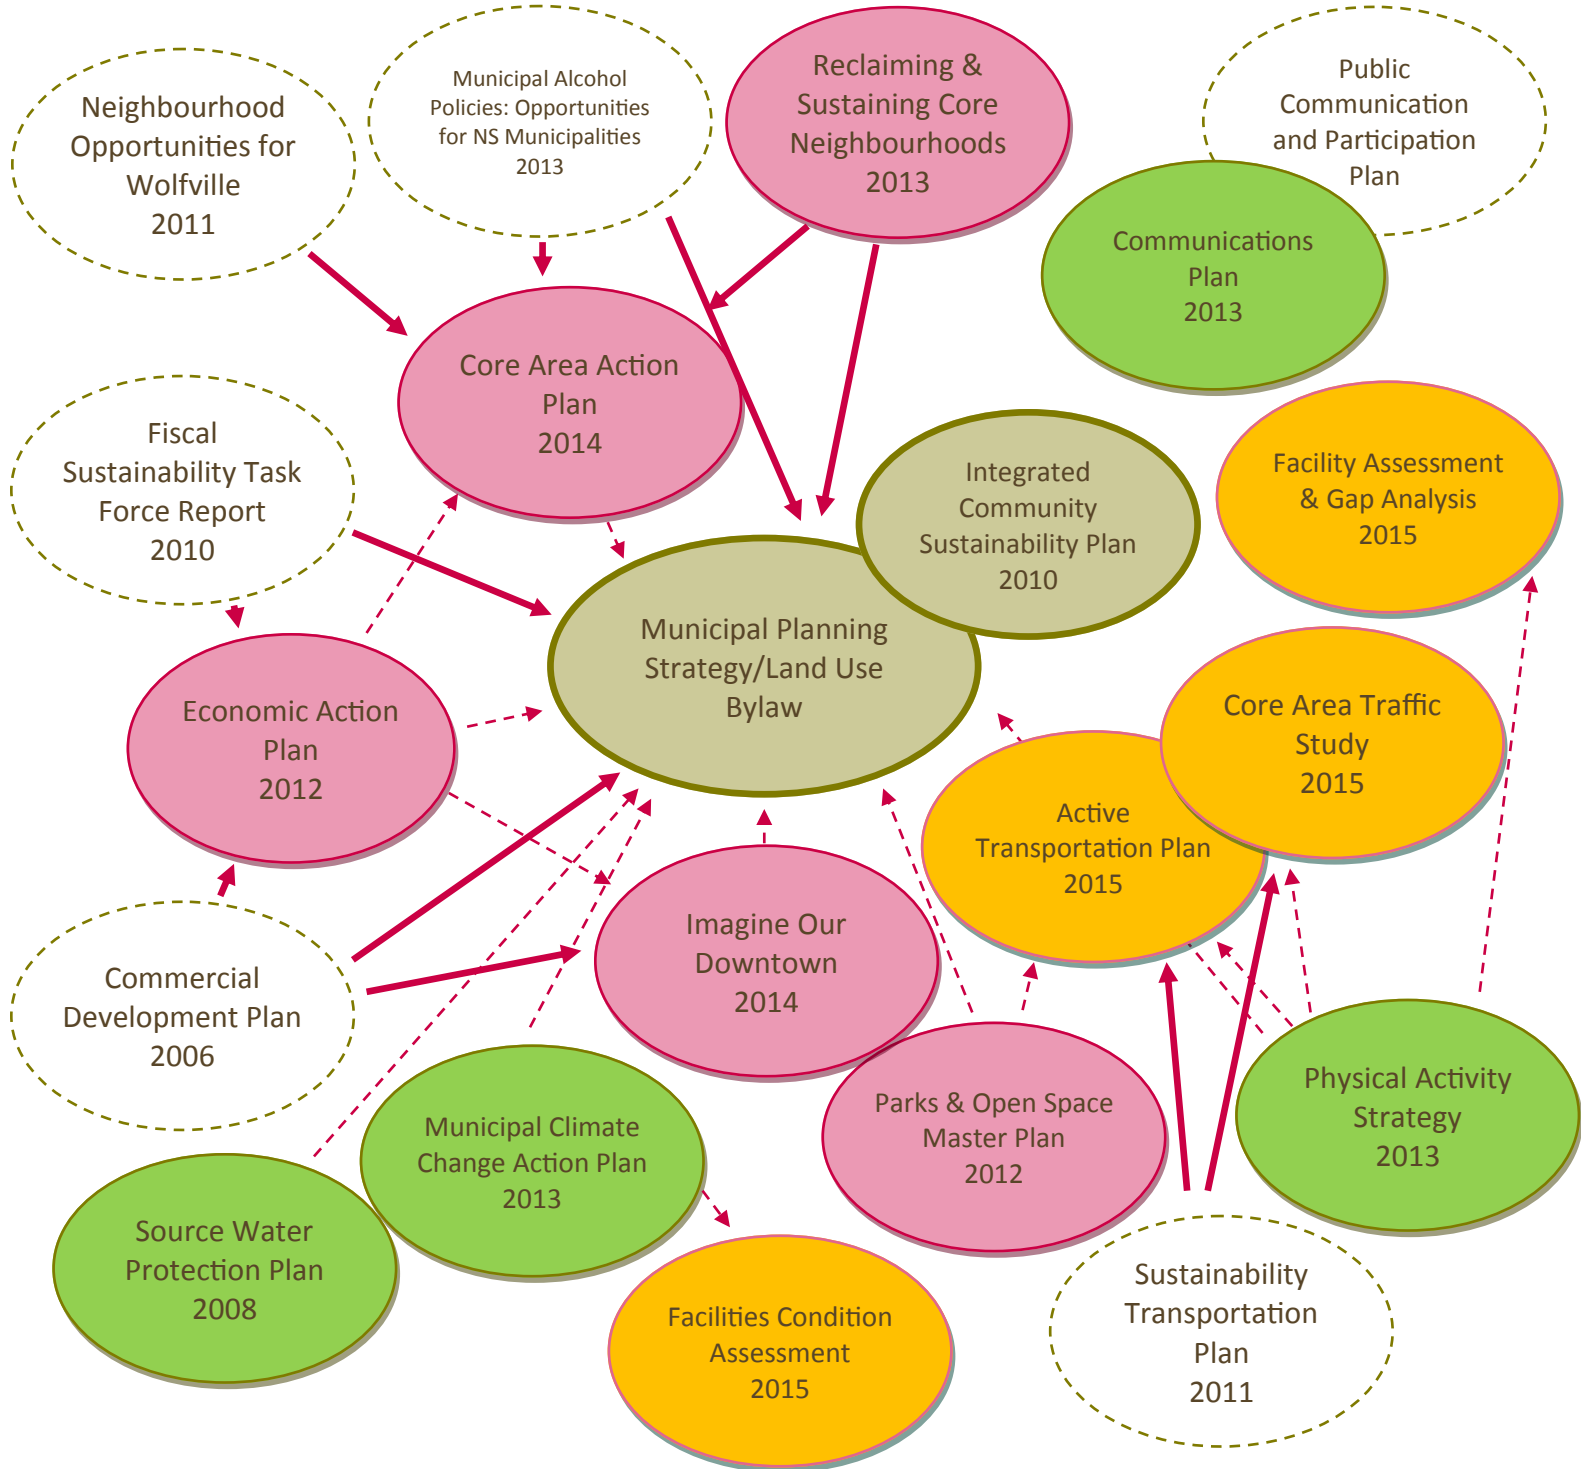 Neighbourhood
Opportunities for
Wolfville
2011
Municipal Alcohol
Policies: Opportunities
for NS Municipalities
2013
Reclaiming &
Sustaining Core
Neighbourhoods
2013
Public
Communication
and Participation
Plan
Communications
Plan
2013
Core Area Action
Plan
2014
Fiscal
Sustainability Task
Force Report
2010
Integrated
Community
Sustainability Plan
2010
Facility Assessment
& Gap Analysis
2015
Municipal Planning
Strategy/Land Use
Bylaw
Economic Action
Plan
2012
Core Area Traffic
Study
2015
Active
Transportation Plan
2015
Imagine Our
Downtown
2014
Commercial
Development Plan
2006
Parks & Open Space
Master Plan
2012
Physical Activity
Strategy
2013
Municipal Climate
Change Action Plan
2013
Source Water
Protection Plan
2008
Facilities Condition
Assessment
2015
Sustainability
Transportation
Plan
2011